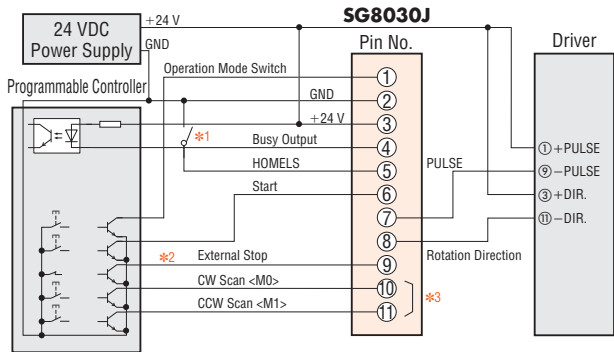 SG8030J
24 VDC
Power Supply
+24 V
GND
Pin No.
Driver
Programmable Controller
Operation Mode Switch
①
GND
②
+24 V
③
*1
Busy Output
④
HOMELS
⑤
Start
⑥
PULSE
⑦
⑧
Rotation Direction
*2
External Stop
⑨
CW Scan <M0>
⑩
*3
CCW Scan <M1>
⑪
①+PULSE
⑨−PULSE
③+DIR.
⑪−DIR.
E
E
E
E